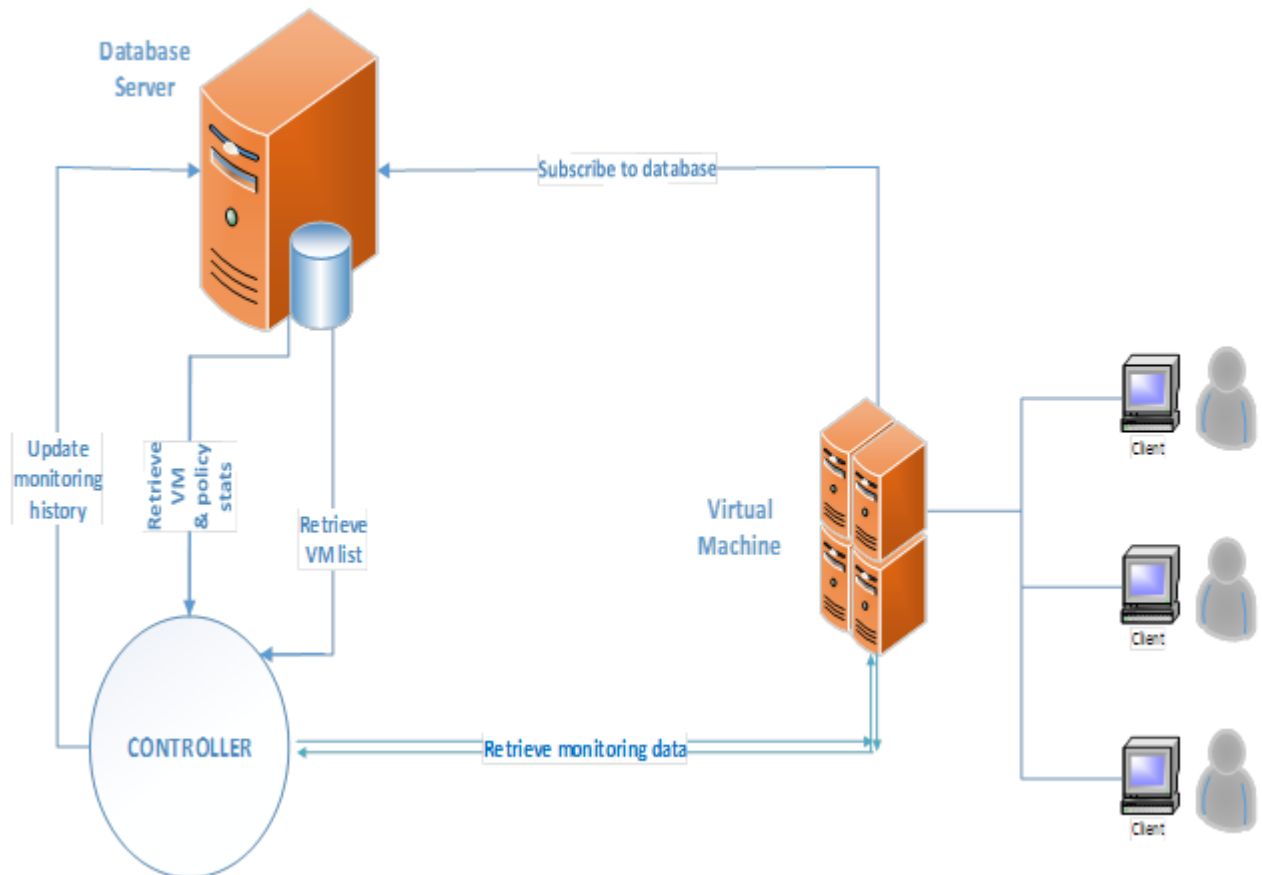 Database
Server
Subscribe to database
Update
monitoring
history
Retrieve
VM
& policy
stats
Retrieve
VM list
Virtual
Machine
Client
Client
Client
CONTROLLER
Retrieve monitoring data